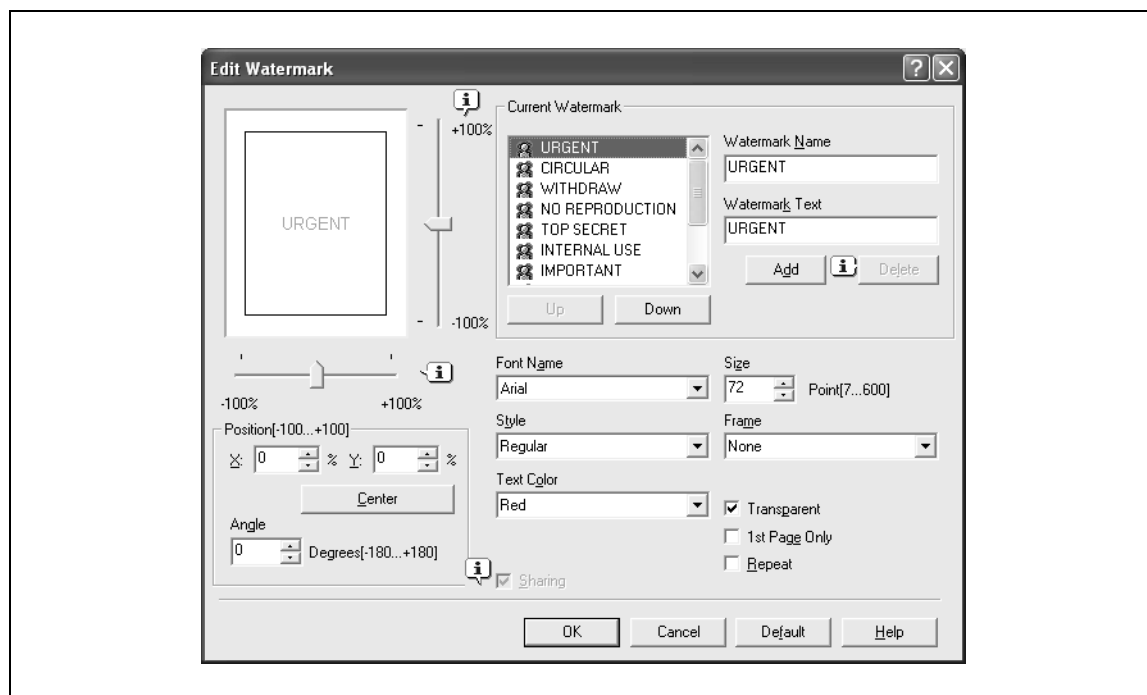 Edit Watermark
URGENT
+100%
-100%
-100% +100%
Position[-100...+100]
X: 0 % Y: 0 %
Center
Angle
0 Degrees[-180...+180]
Current Watermark
URGENT
CIRCULAR
WITHDRAW
NO REPRODUCTION
TOP SECRET
INTERNAL USE
IMPORTANT
Up Down
Watermark Name
URGENT
Watermark Text
URGENT
Add Delete
Font Name
Arial
Size
72 Point[7...600]
Style
Regular
Frame
None
Text Color
Red
Transparent
1st Page Only
Repeat
Sharing
OK Cancel Default Help